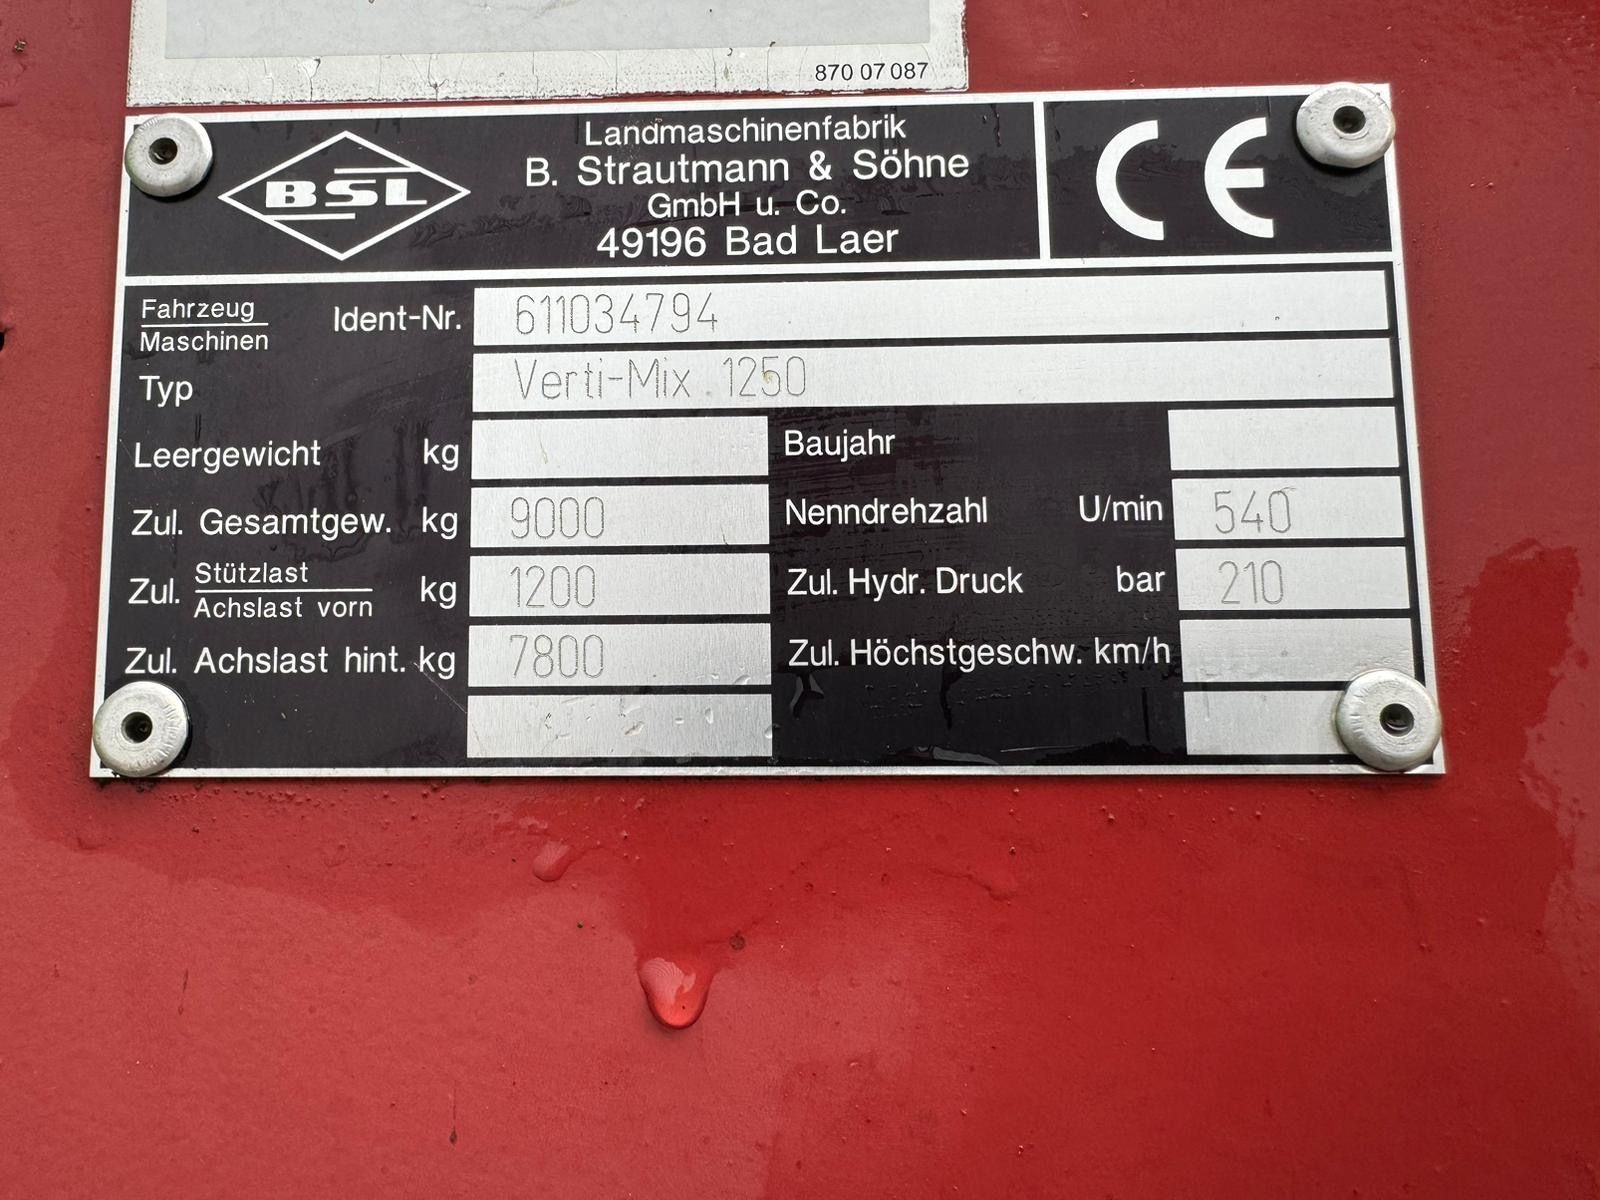 870 07 087
BSL
Landmaschinenfabrik
B. Strautmann & Söhne
GmbH u. Co.
49196 Bad Laer
CE
Fahrzeug
Maschinen
Ident-Nr. 611034794
Typ Verti-Mix 1250
Leergewicht kg
Baujahr
Zul. Gesamtgew. kg 9000
Nenndrehzahl U/min 540
Zul. Stützlast
Achslast vorn kg 1200
Zul. Hydr. Druck bar 210
Zul. Achslast hint. kg 7800
Zul. Höchstgeschw. km/h